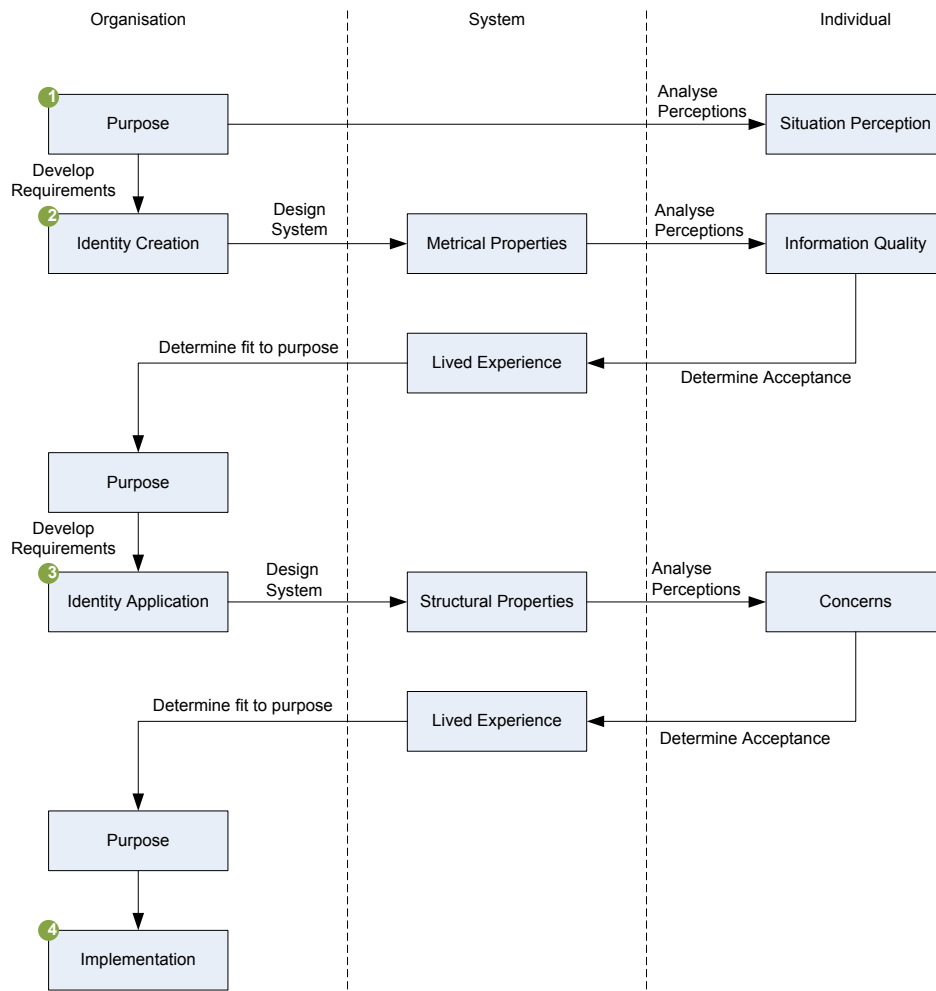 Organisation
System
Individual
1
Purpose
Analyse
Perceptions
Situation Perception
Develop
Requirements
2
Identity Creation
Design
System
Metrical Properties
Analyse
Perceptions
Information Quality
Determine fit to purpose
Lived Experience
Determine Acceptance
Purpose
Develop
Requirements
3
Identity Application
Design
System
Structural Properties
Analyse
Perceptions
Concerns
Determine fit to purpose
Lived Experience
Determine Acceptance
Purpose
4
Implementation